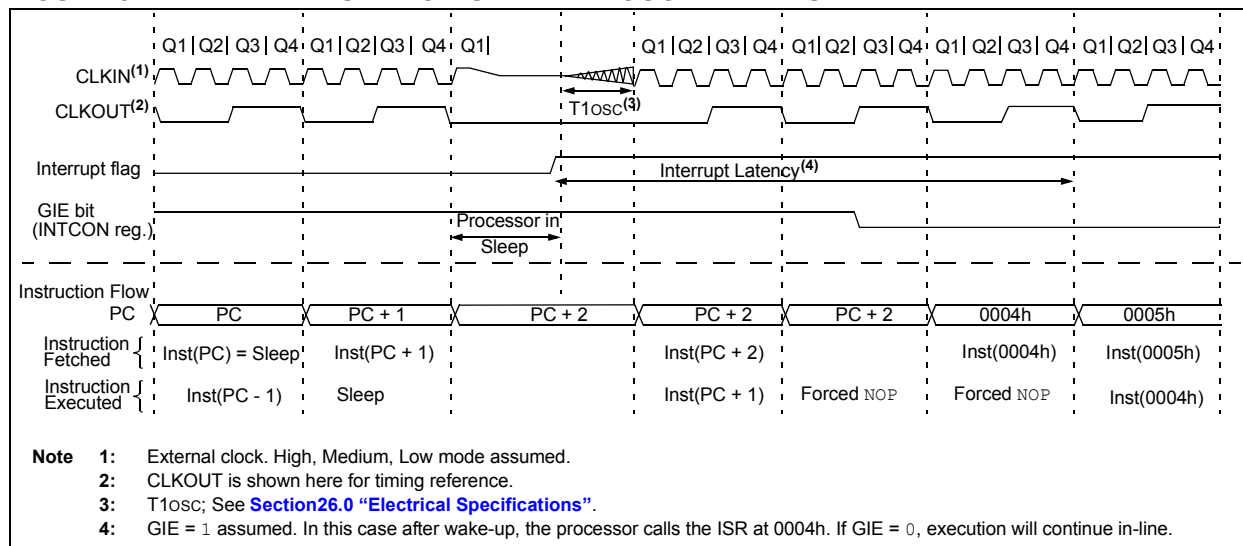 Q1| Q2| Q3| Q4 Q1| Q2| Q3| Q4 Q1| Q1| Q2| Q3| Q4 Q1| Q2| Q3| Q4 Q1| Q2| Q3| Q4 Q1| Q2| Q3| Q4
CLKIN(1)
CLKOUT(2)
T1OSC(3)
Interrupt flag
Interrupt Latency(4)
GIE bit
(INTCON reg.)
Processor in
Sleep
Instruction Flow
PC PC PC + 1 PC + 2 PC + 2 PC + 2 0004h 0005h
Instruction
Fetched { Inst(PC) = Sleep Inst(PC + 1) Inst(PC + 2) Inst(0004h) Inst(0005h)
Instruction
Executed { Inst(PC - 1) Sleep Inst(PC + 1) Forced NOP Forced NOP Inst(0004h)
Note 1: External clock. High, Medium, Low mode assumed.
2: CLKOUT is shown here for timing reference.
3: T1OSC; See Section26.0 “Electrical Specifications”.
4: GIE = 1 assumed. In this case after wake-up, the processor calls the ISR at 0004h. If GIE = 0, execution will continue in-line.